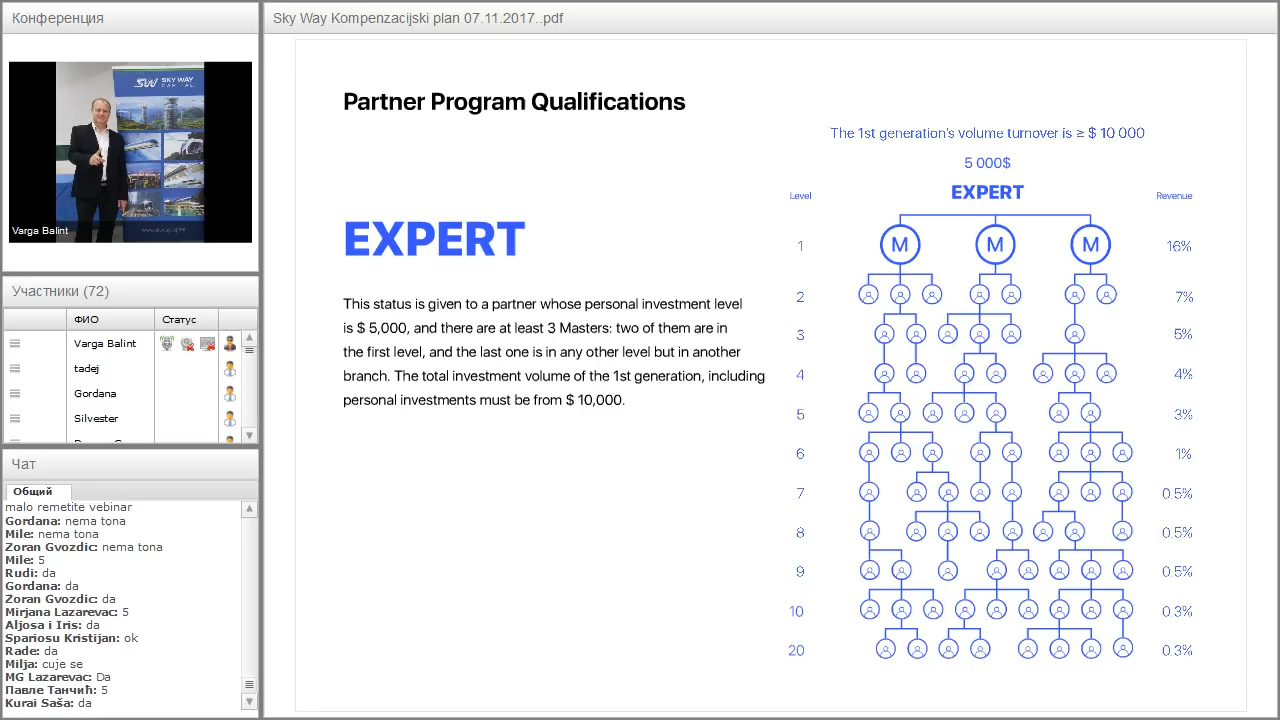 Конференция
SKY WAY
CAPITAL
Varga Balint
Участники (72)
ФИО
Статус
Varga Balint
tadej
Gordana
Silvester
Чат
Общий
malo remetite vebinar
Gordana: nema tona
Mile: nema tona
Zoran Gvozdic: nema tona
Mile: 5
Rudi: da
Gordana: da
Zoran Gvozdic: da
Mirjana Lazarevac: 5
Aljosa i Iris: da
Spariosu Kristijan: ok
Rade: da
Milja: cuje se
MG Lazarevac: Da
Павле Танчић: 5
Kurai Saša: da
Sky Way Kompenzacijski plan 07.11.2017..pdf
Partner Program Qualifications
EXPERT
This status is given to a partner whose personal investment level
is $ 5,000, and there are at least 3 Masters: two of them are in
the first level, and the last one is in any other level but in another
branch. The total investment volume of the 1st generation, including
personal investments must be from $ 10,000.
The 1st generation's volume turnover is ≥ $ 10 000
5 000$
Level EXPERT Revenue
1 M M M 16%
2 7%
3 5%
4 4%
5 3%
6 1%
7 0.5%
8 0.5%
9 0.5%
10 0.3%
20 0.3%